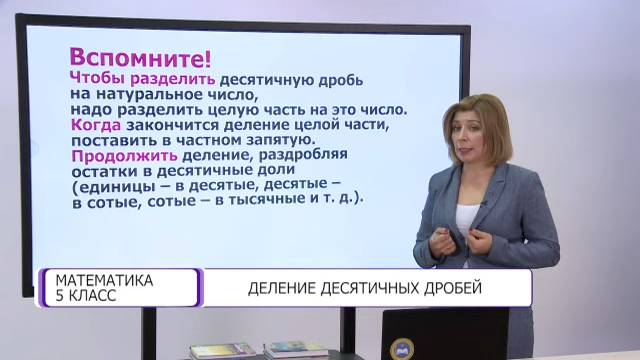 Вспомните!
Чтобы разделить десятичную дробь
на натуральное число,
надо разделить целую часть на это число.
Когда закончится деление целой части,
поставить в частном запятую.
Продолжить деление, раздробляя
остатки в десятичные доли
(единицы – в десятые, десятые –
в сотые, сотые – в тысячные и т. д.).
МАТЕМАТИКА
5 КЛАСС
ДЕЛЕНИЕ ДЕСЯТИЧНЫХ ДРОБЕЙ